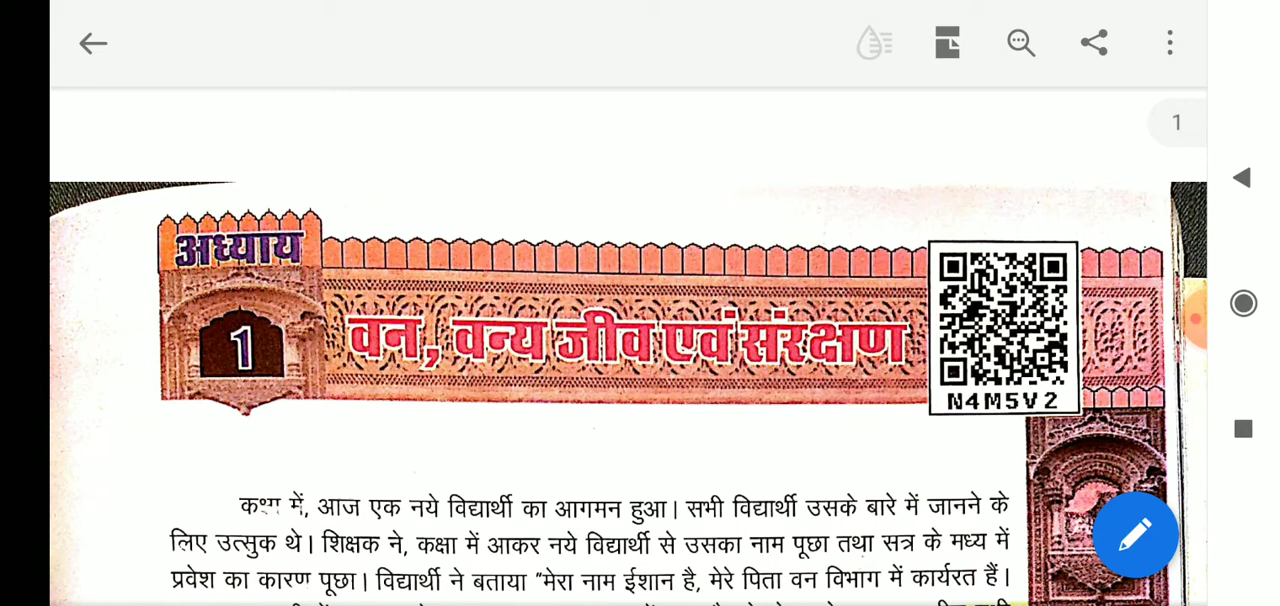 1
अध्याय
1
वन, वन्य जीव एवं संरक्षण
N4M5V2
कक्षा में, आज एक नये विद्यार्थी का आगमन हुआ। सभी विद्यार्थी उसके बारे में जानने के
लिए उत्सुक थे। शिक्षक ने, कक्षा में आकर नये विद्यार्थी से उसका नाम पूछा तथा सत्र के मध्य में
प्रवेश का कारण पूछा। विद्यार्थी ने बताया "मेरा नाम ईशान है, मेरे पिता वन विभाग में कार्यरत हैं।